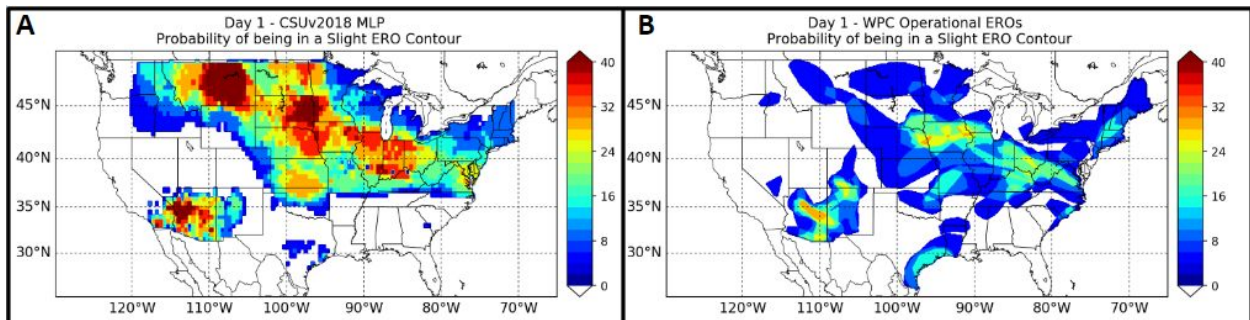 A
Day 1 - CSUv2018 MLP
Probability of being in a Slight ERO Contour
45°N
40°N
35°N
30°N
120°W 110°W 100°W 90°W 80°W 70°W
40
32
24
16
8
0
B
Day 1 - WPC Operational EROs
Probability of being in a Slight ERO Contour
45°N
40°N
35°N
30°N
120°W 110°W 100°W 90°W 80°W 70°W
40
32
24
16
8
0